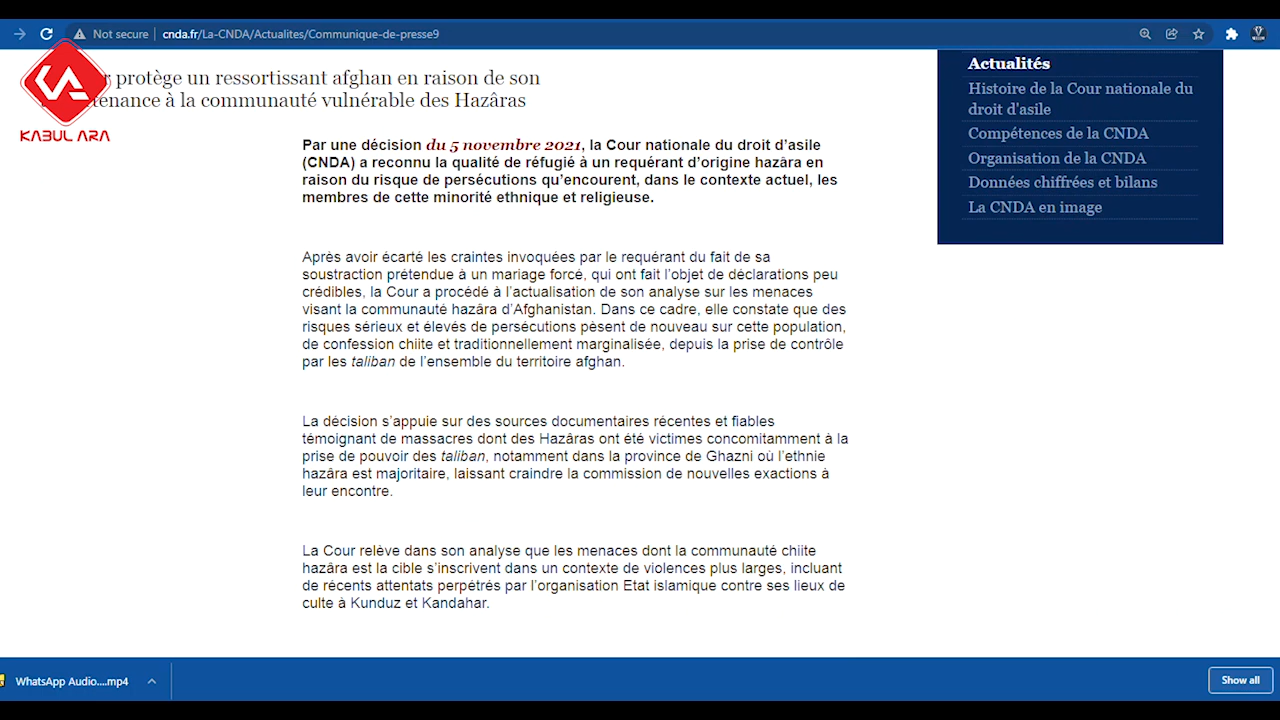 Not secure
cnda.fr/La-CNDA/Actualites/Communique-de-presse9
KABUL ARA
protège un ressortissant afghan en raison de son
à la communauté vulnérable des Hazâras
Par une décision du 5 novembre 2021, la Cour nationale du droit d’asile
(CNDA) a reconnu la qualité de réfugié à un requérant d’origine hazâra en
raison du risque de persécutions qu’encourent, dans le contexte actuel, les
membres de cette minorité ethnique et religieuse.
Après avoir écarté les craintes invoquées par le requérant du fait de sa
soustraction prétendue à un mariage forcé, qui ont fait l’objet de déclarations peu
crédibles, la Cour a procédé à l’actualisation de son analyse sur les menaces
visant la communauté hazâra d’Afghanistan. Dans ce cadre, elle constate que des
risques sérieux et élevés de persécutions pèsent de nouveau sur cette population,
de confession chiite et traditionnellement marginalisée, depuis la prise de contrôle
par les taliban de l’ensemble du territoire afghan.
La décision s’appuie sur des sources documentaires récentes et fiables
témoignant de massacres dont des Hazâras ont été victimes concomitamment à la
prise de pouvoir des taliban, notamment dans la province de Ghazni où l’ethnie
hazâra est majoritaire, laissant craindre la commission de nouvelles exactions à
leur encontre.
La Cour relève dans son analyse que les menaces dont la communauté chiite
hazâra est la cible s’inscrivent dans un contexte de violences plus larges, incluant
de récents attentats perpétrés par l’organisation Etat islamique contre ses lieux de
culte à Kunduz et Kandahar.
Actualités
Histoire de la Cour nationale du
droit d'asile
Compétences de la CNDA
Organisation de la CNDA
Données chiffrées et bilans
La CNDA en image
WhatsApp Audio....mp4
Show all